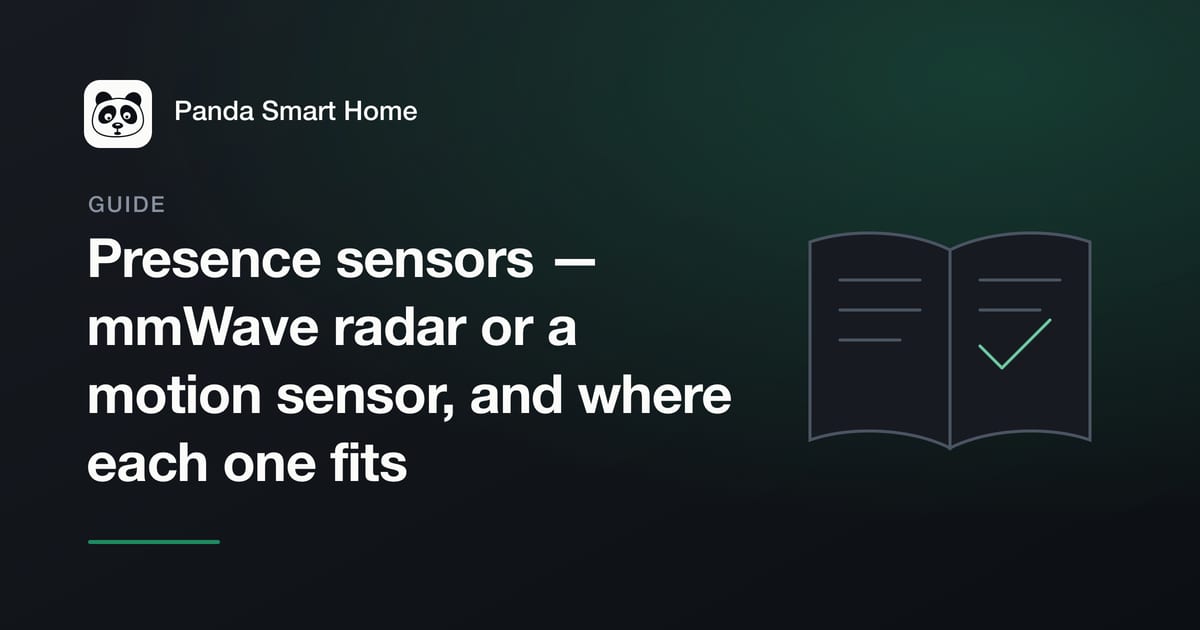 Panda Smart Home
GUIDE
Presence sensors —
mmWave radar or a
motion sensor, and where
each one fits